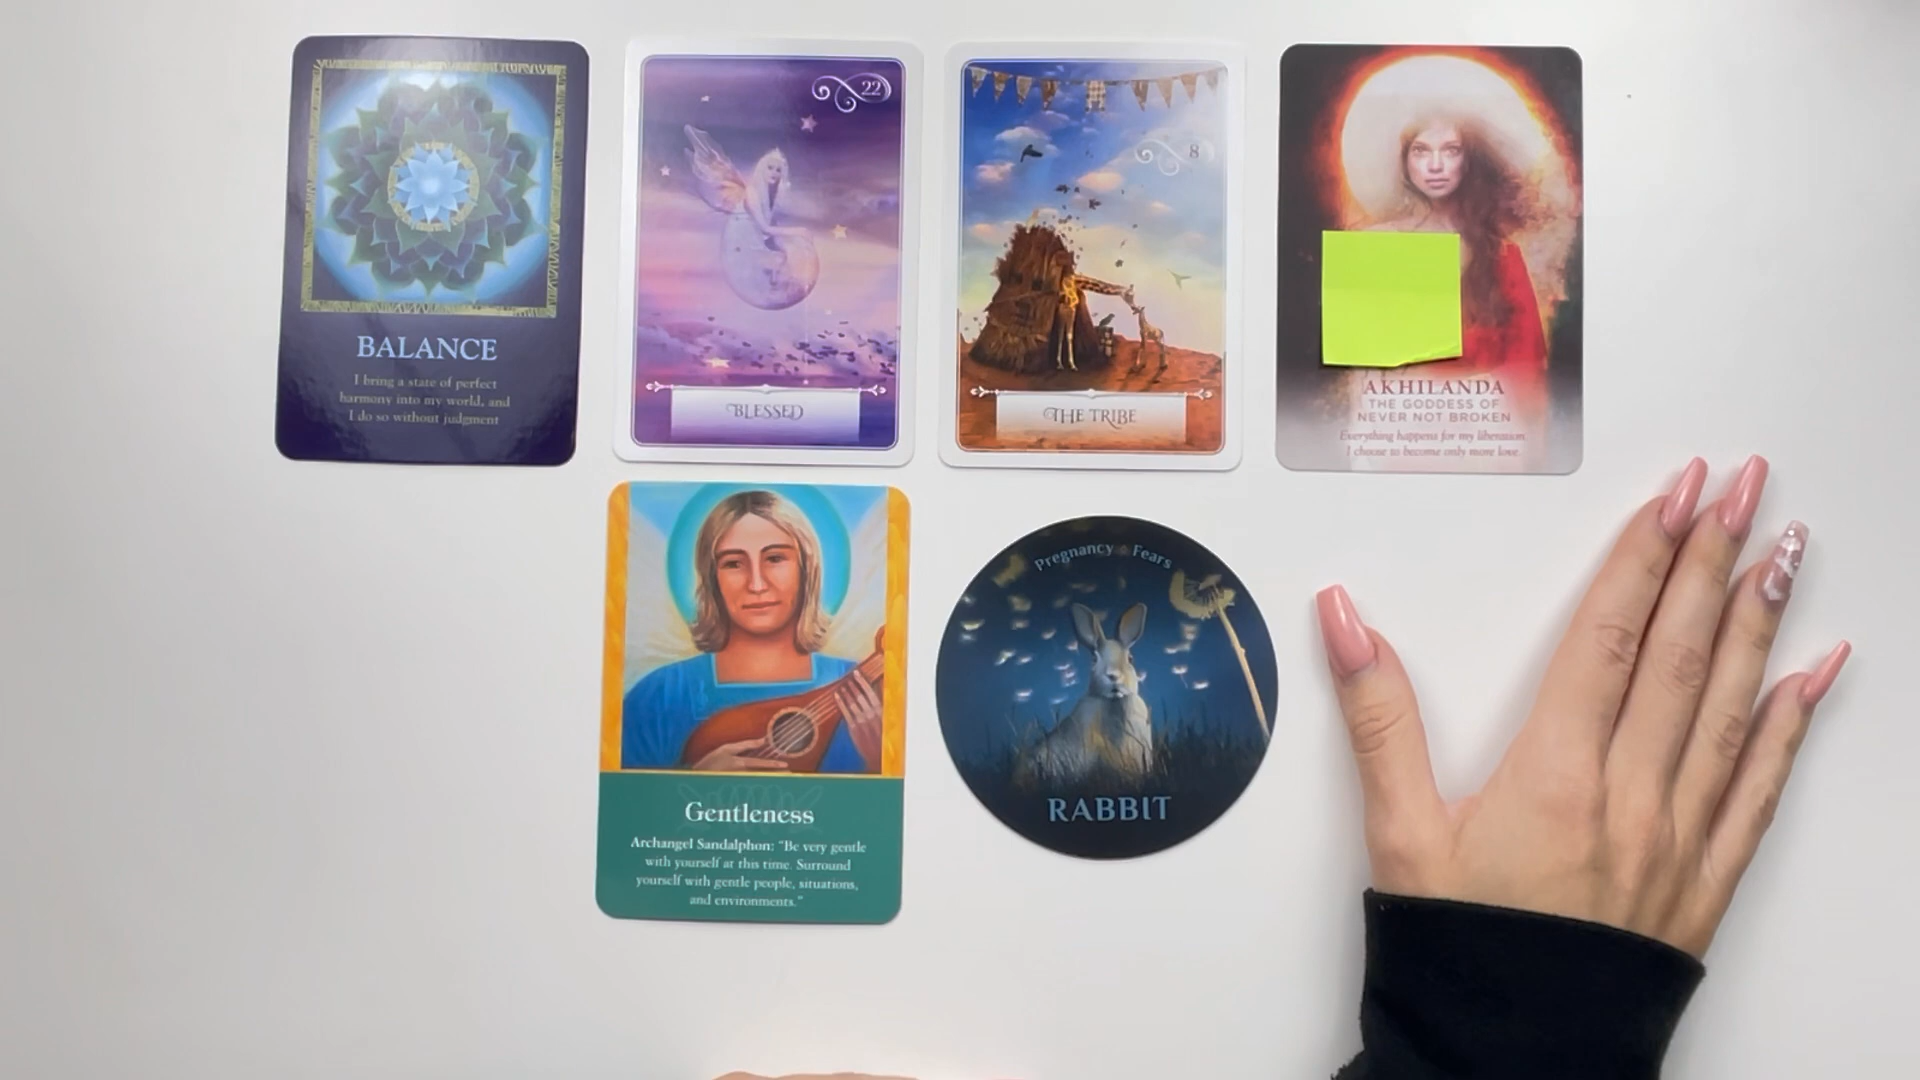 BALANCE
I bring a state of perfect
harmony into my world, and
I do so without judgment
22
BLESSED
8
THE TRIBE
AKHILANDA
THE GODDESS OF
NEVER NOT BROKEN
Everything happens for my liberation.
I choose to become only more love.
Gentleness
Archangel Sandalphon: "Be very gentle
with yourself at this time. Surround
yourself with gentle people, situations,
and environments."
Pregnancy Fears
RABBIT